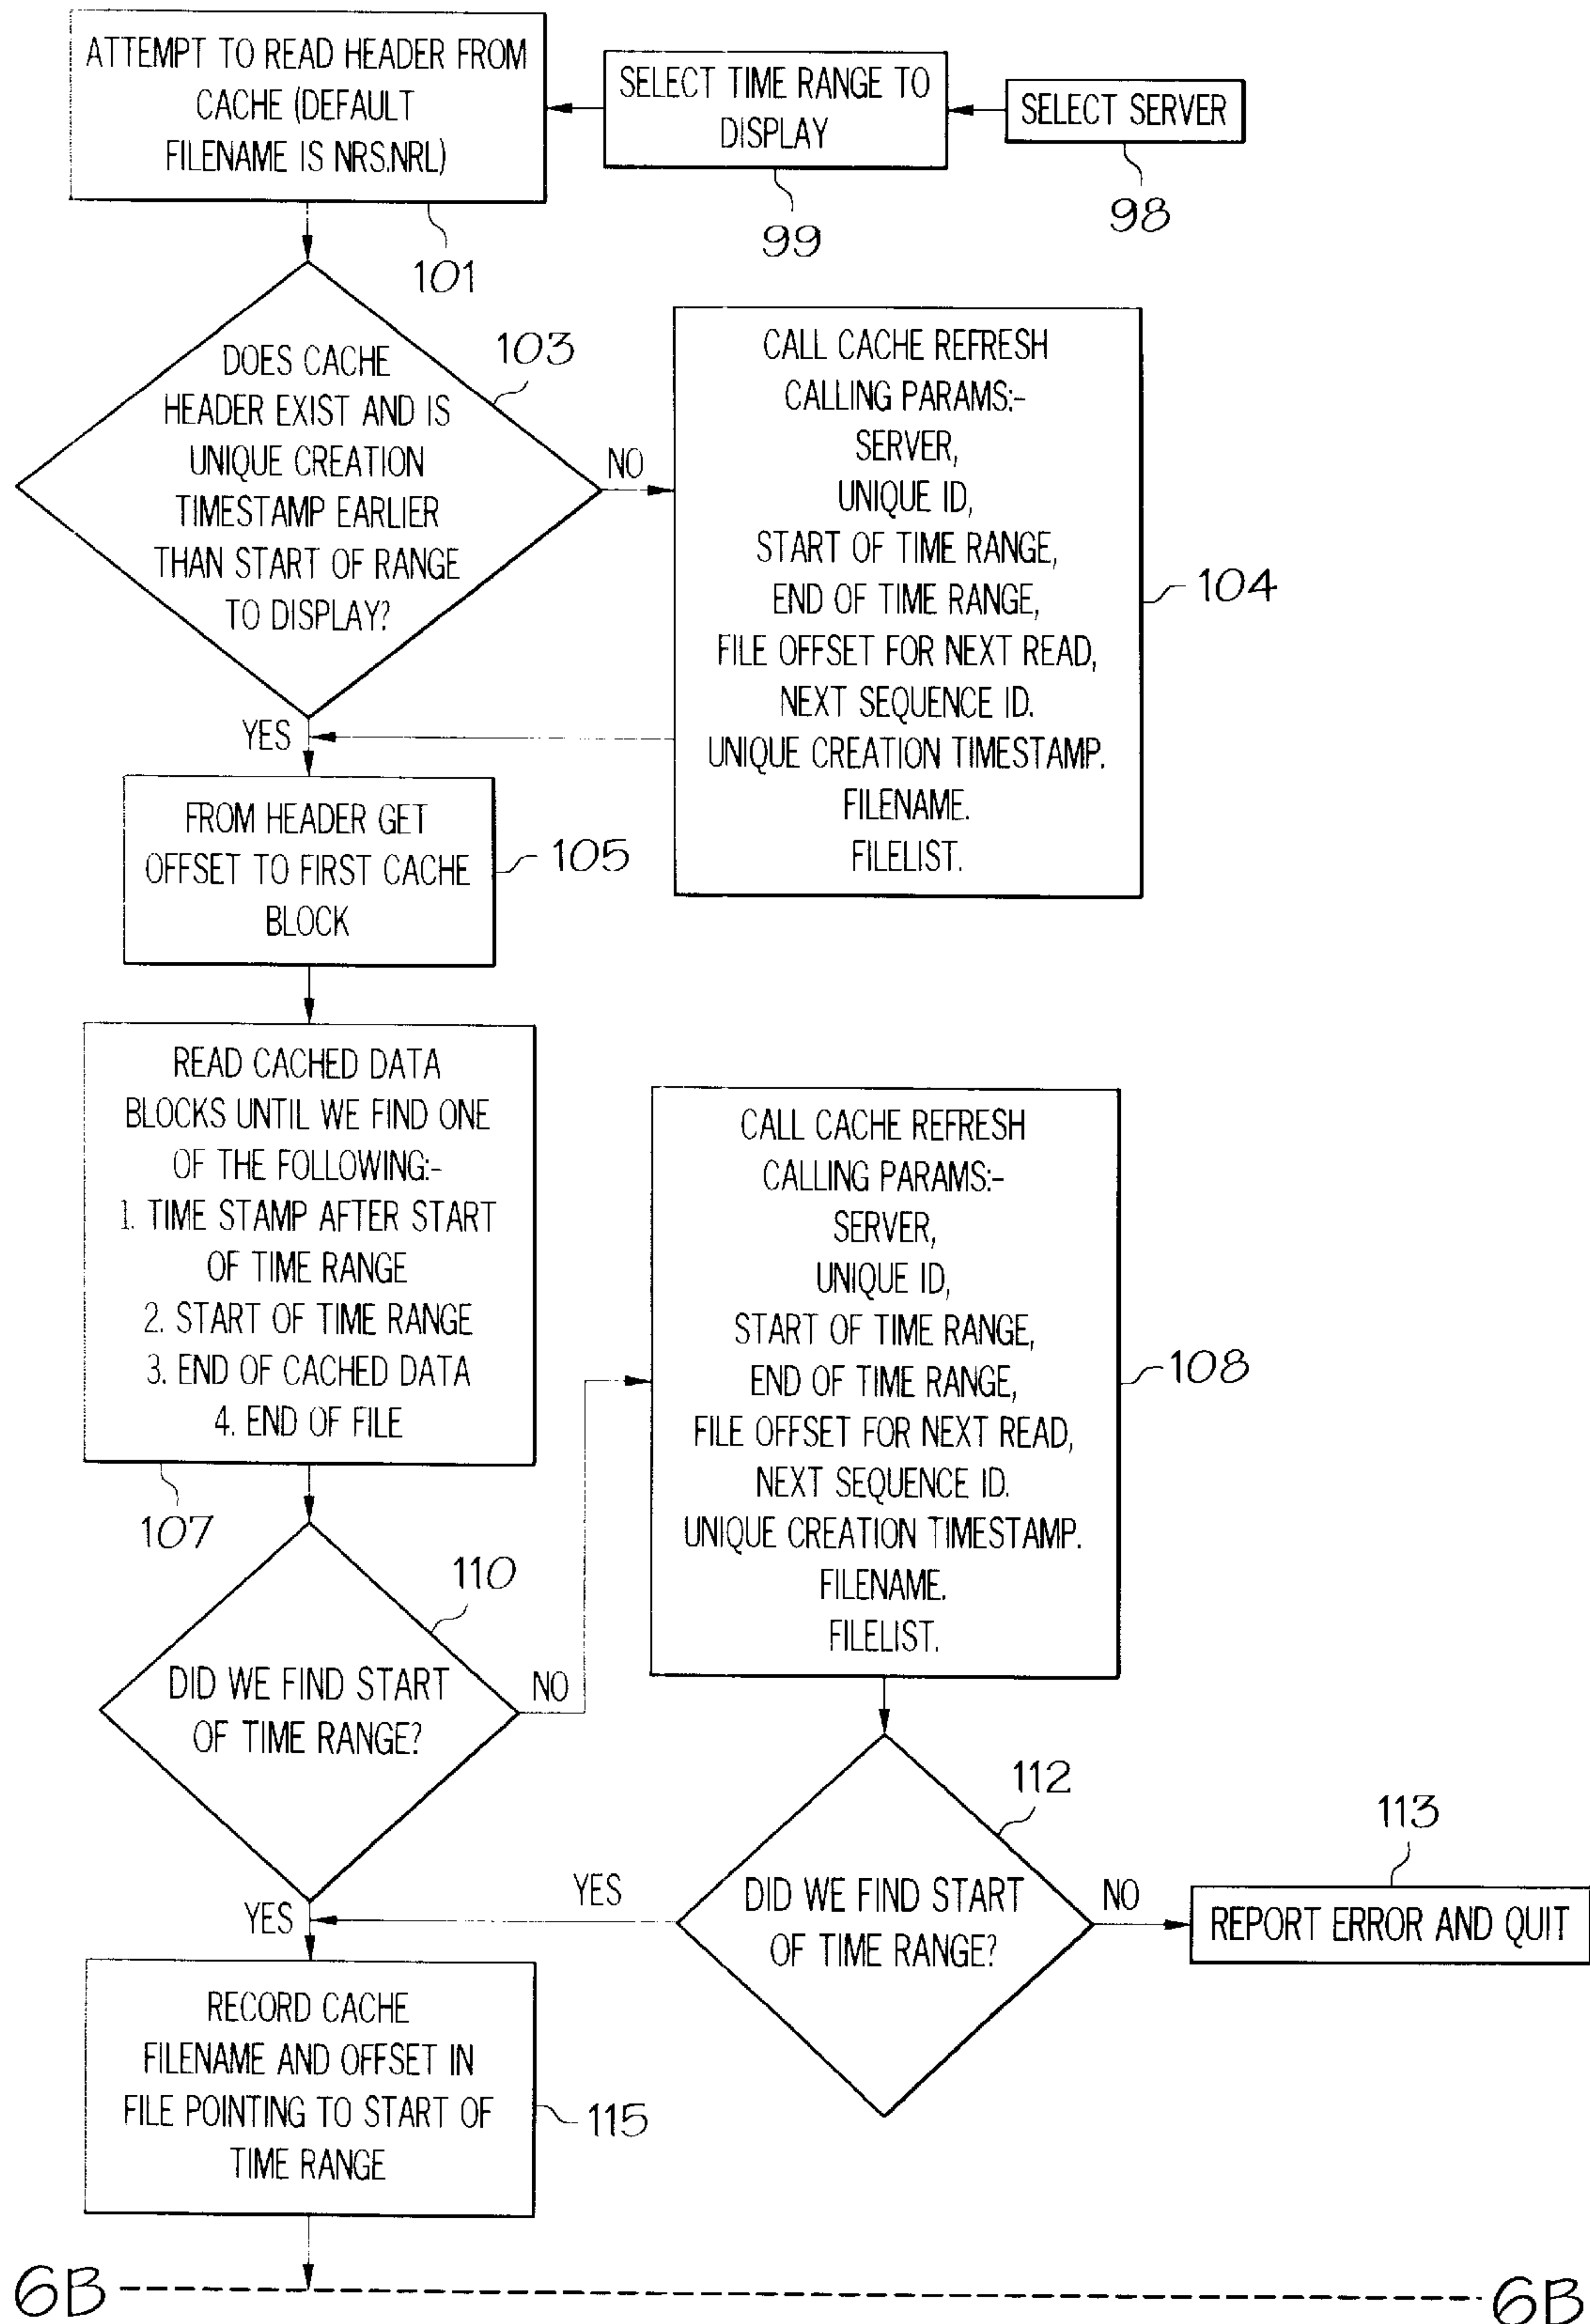 ATTEMPT TO READ HEADER FROM
CACHE (DEFAULT
FILENAME IS NRS.NRL)
101
SELECT TIME RANGE TO
DISPLAY
99
SELECT SERVER
98
DOES CACHE
HEADER EXIST AND IS
UNIQUE CREATION
TIMESTAMP EARLIER
THAN START OF RANGE
TO DISPLAY?
103
NO
YES
CALL CACHE REFRESH
CALLING PARAMS:-
SERVER,
UNIQUE ID,
START OF TIME RANGE,
END OF TIME RANGE,
FILE OFFSET FOR NEXT READ,
NEXT SEQUENCE ID.
UNIQUE CREATION TIMESTAMP.
FILENAME.
FILELIST.
104
FROM HEADER GET
OFFSET TO FIRST CACHE
BLOCK
105
READ CACHED DATA
BLOCKS UNTIL WE FIND ONE
OF THE FOLLOWING:-
1. TIME STAMP AFTER START
OF TIME RANGE
2. START OF TIME RANGE
3. END OF CACHED DATA
4. END OF FILE
107
CALL CACHE REFRESH
CALLING PARAMS:-
SERVER,
UNIQUE ID,
START OF TIME RANGE,
END OF TIME RANGE,
FILE OFFSET FOR NEXT READ,
NEXT SEQUENCE ID.
UNIQUE CREATION TIMESTAMP.
FILENAME.
FILELIST.
108
110
DID WE FIND START
OF TIME RANGE?
NO
YES
112
DID WE FIND START
OF TIME RANGE?
YES
NO
113
REPORT ERROR AND QUIT
RECORD CACHE
FILENAME AND OFFSET IN
FILE POINTING TO START OF
TIME RANGE
115
6B
6B